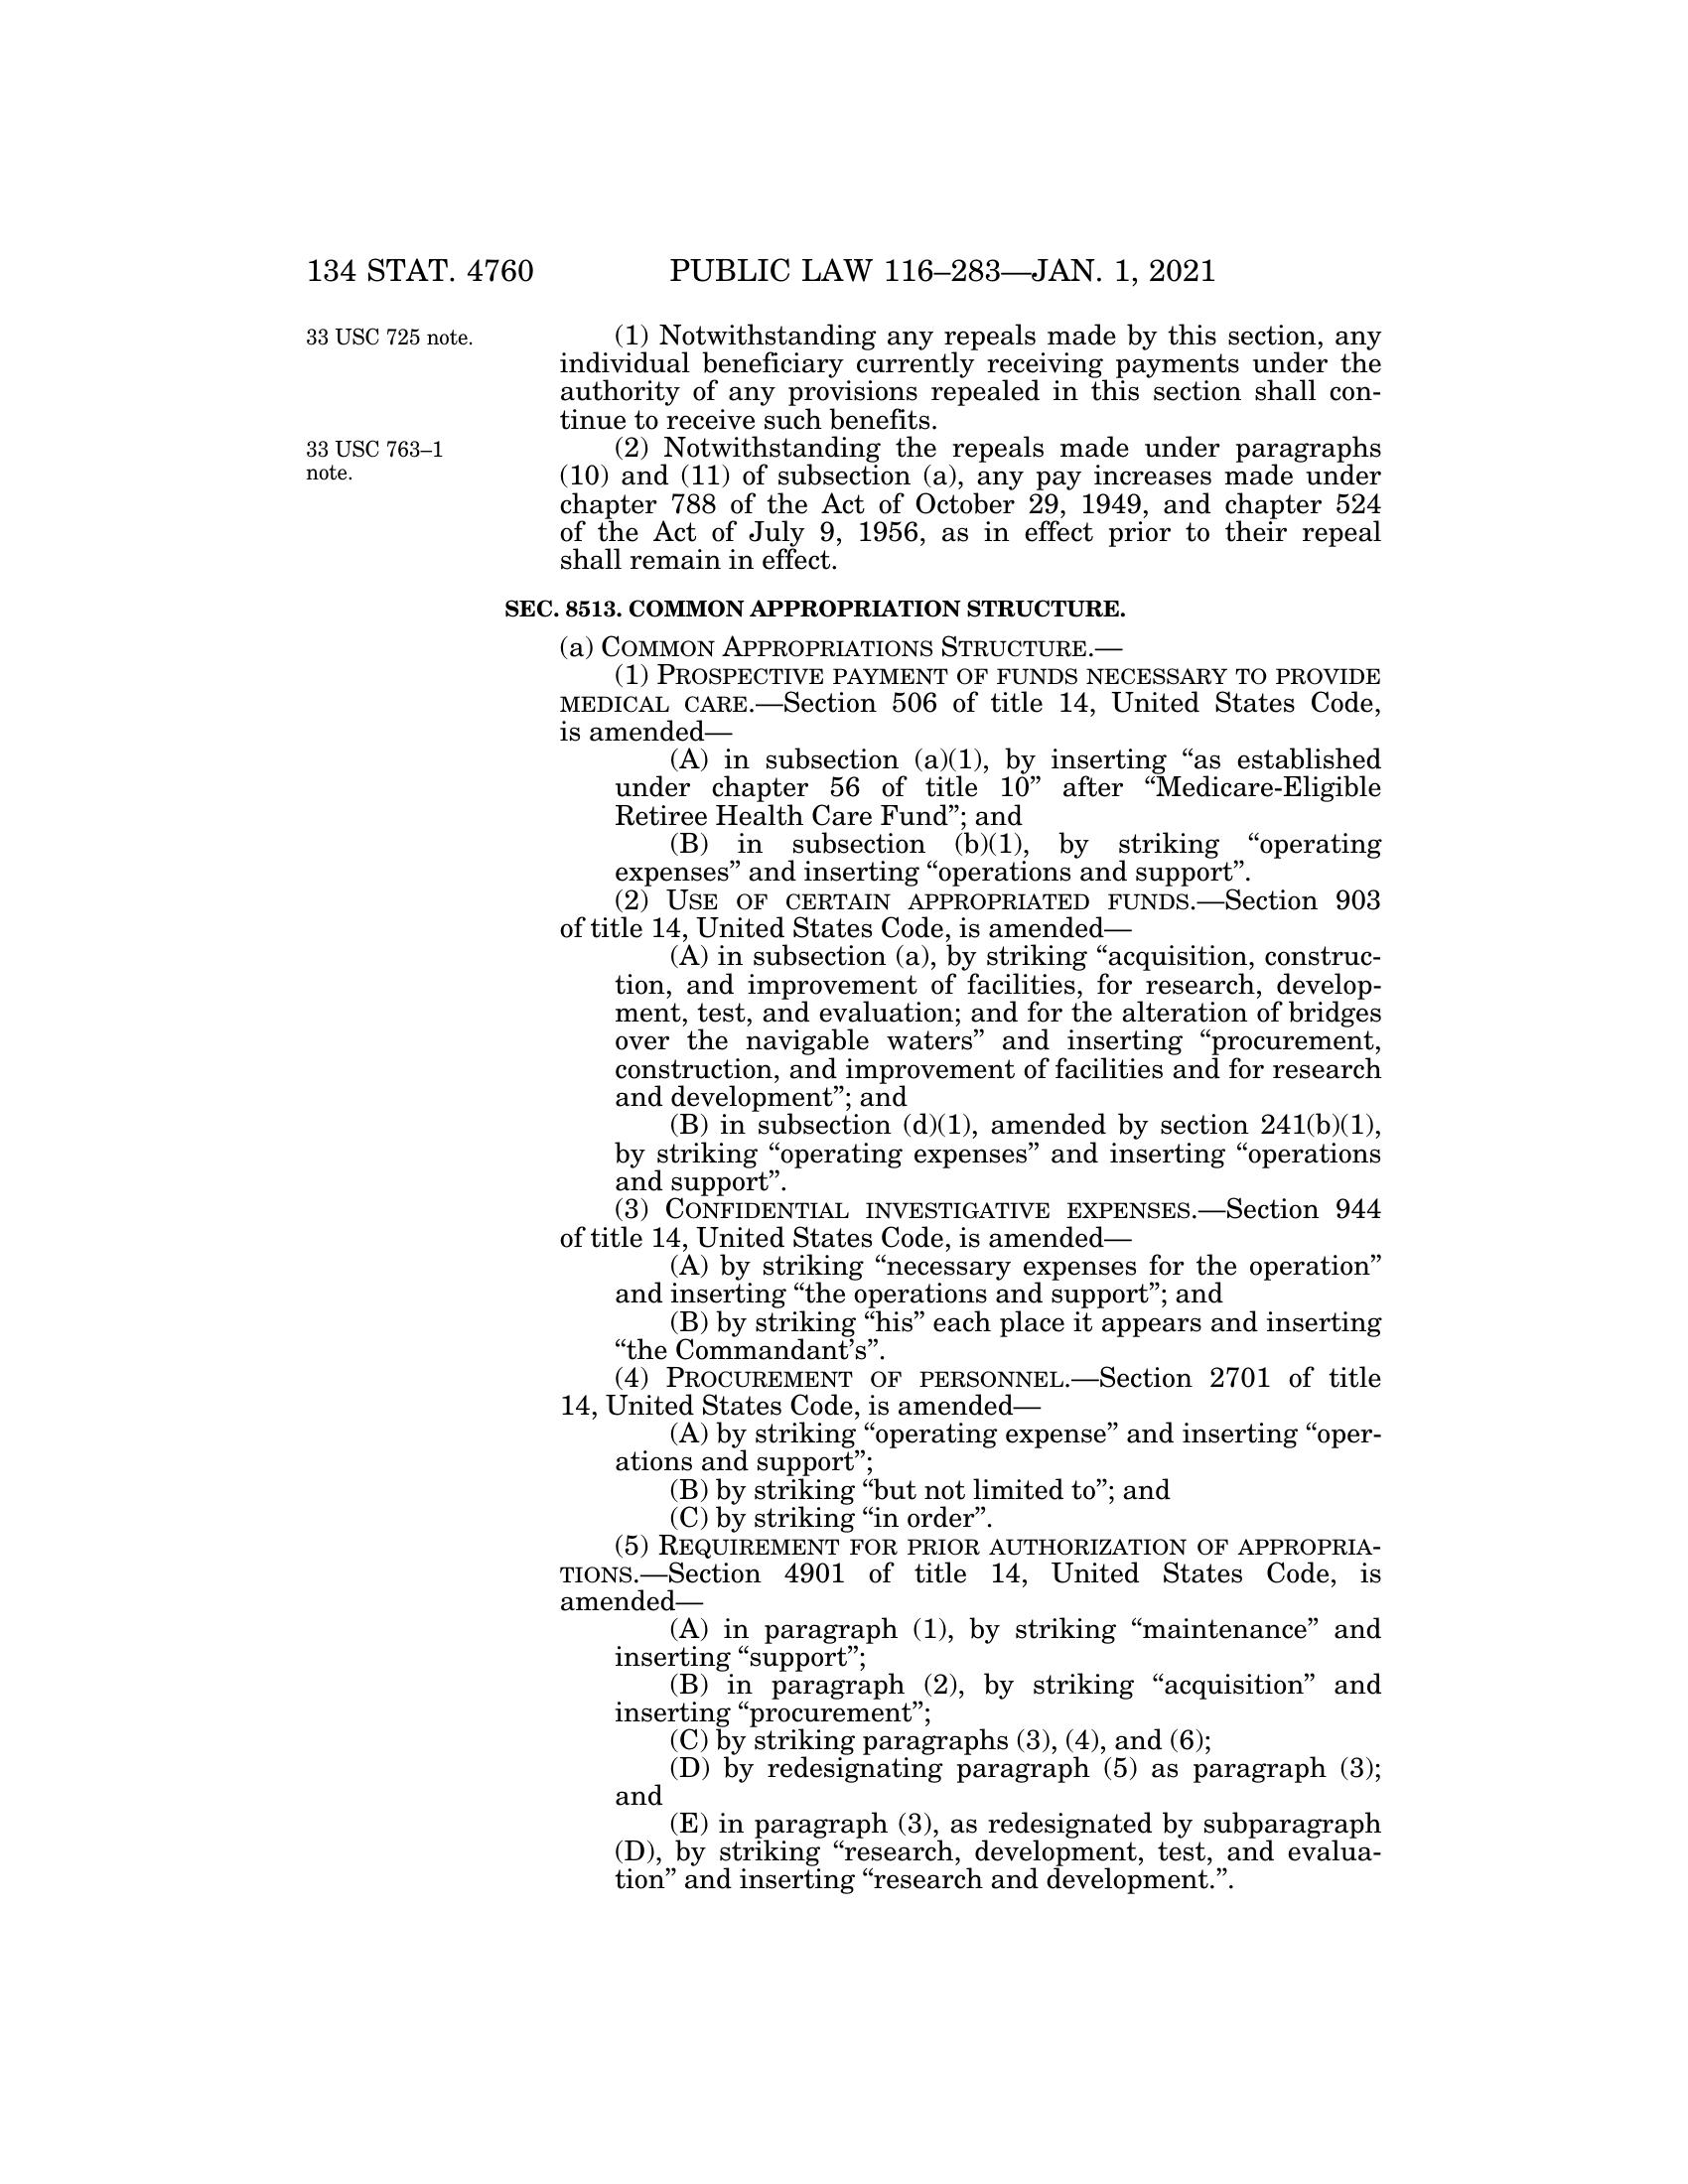 134 STAT. 4760
PUBLIC LAW 116–283—JAN. 1, 2021
33 USC 725 note.
(1) Notwithstanding any repeals made by this section, any
individual beneficiary currently receiving payments under the
authority of any provisions repealed in this section shall con-
tinue to receive such benefits.
33 USC 763–1
note.
(2) Notwithstanding the repeals made under paragraphs
(10) and (11) of subsection (a), any pay increases made under
chapter 788 of the Act of October 29, 1949, and chapter 524
of the Act of July 9, 1956, as in effect prior to their repeal
shall remain in effect.
SEC. 8513. COMMON APPROPRIATION STRUCTURE.
(a) COMMON APPROPRIATIONS STRUCTURE.—
(1) PROSPECTIVE PAYMENT OF FUNDS NECESSARY TO PROVIDE
MEDICAL CARE.—Section 506 of title 14, United States Code,
is amended—
(A) in subsection (a)(1), by inserting “as established
under chapter 56 of title 10” after “Medicare-Eligible
Retiree Health Care Fund”; and
(B) in subsection (b)(1), by striking “operating
expenses” and inserting “operations and support”.
(2) USE OF CERTAIN APPROPRIATED FUNDS.—Section 903
of title 14, United States Code, is amended—
(A) in subsection (a), by striking “acquisition, construc-
tion, and improvement of facilities, for research, develop-
ment, test, and evaluation; and for the alteration of bridges
over the navigable waters” and inserting “procurement,
construction, and improvement of facilities and for research
and development”; and
(B) in subsection (d)(1), amended by section 241(b)(1),
by striking “operating expenses” and inserting “operations
and support”.
(3) CONFIDENTIAL INVESTIGATIVE EXPENSES.—Section 944
of title 14, United States Code, is amended—
(A) by striking “necessary expenses for the operation”
and inserting “the operations and support”; and
(B) by striking “his” each place it appears and inserting
“the Commandant’s”.
(4) PROCUREMENT OF PERSONNEL.—Section 2701 of title
14, United States Code, is amended—
(A) by striking “operating expense” and inserting “oper-
ations and support”;
(B) by striking “but not limited to”; and
(C) by striking “in order”.
(5) REQUIREMENT FOR PRIOR AUTHORIZATION OF APPROPRIA-
TIONS.—Section 4901 of title 14, United States Code, is
amended—
(A) in paragraph (1), by striking “maintenance” and
inserting “support”;
(B) in paragraph (2), by striking “acquisition” and
inserting “procurement”;
(C) by striking paragraphs (3), (4), and (6);
(D) by redesignating paragraph (5) as paragraph (3);
and
(E) in paragraph (3), as redesignated by subparagraph
(D), by striking “research, development, test, and evalua-
tion” and inserting “research and development.”.